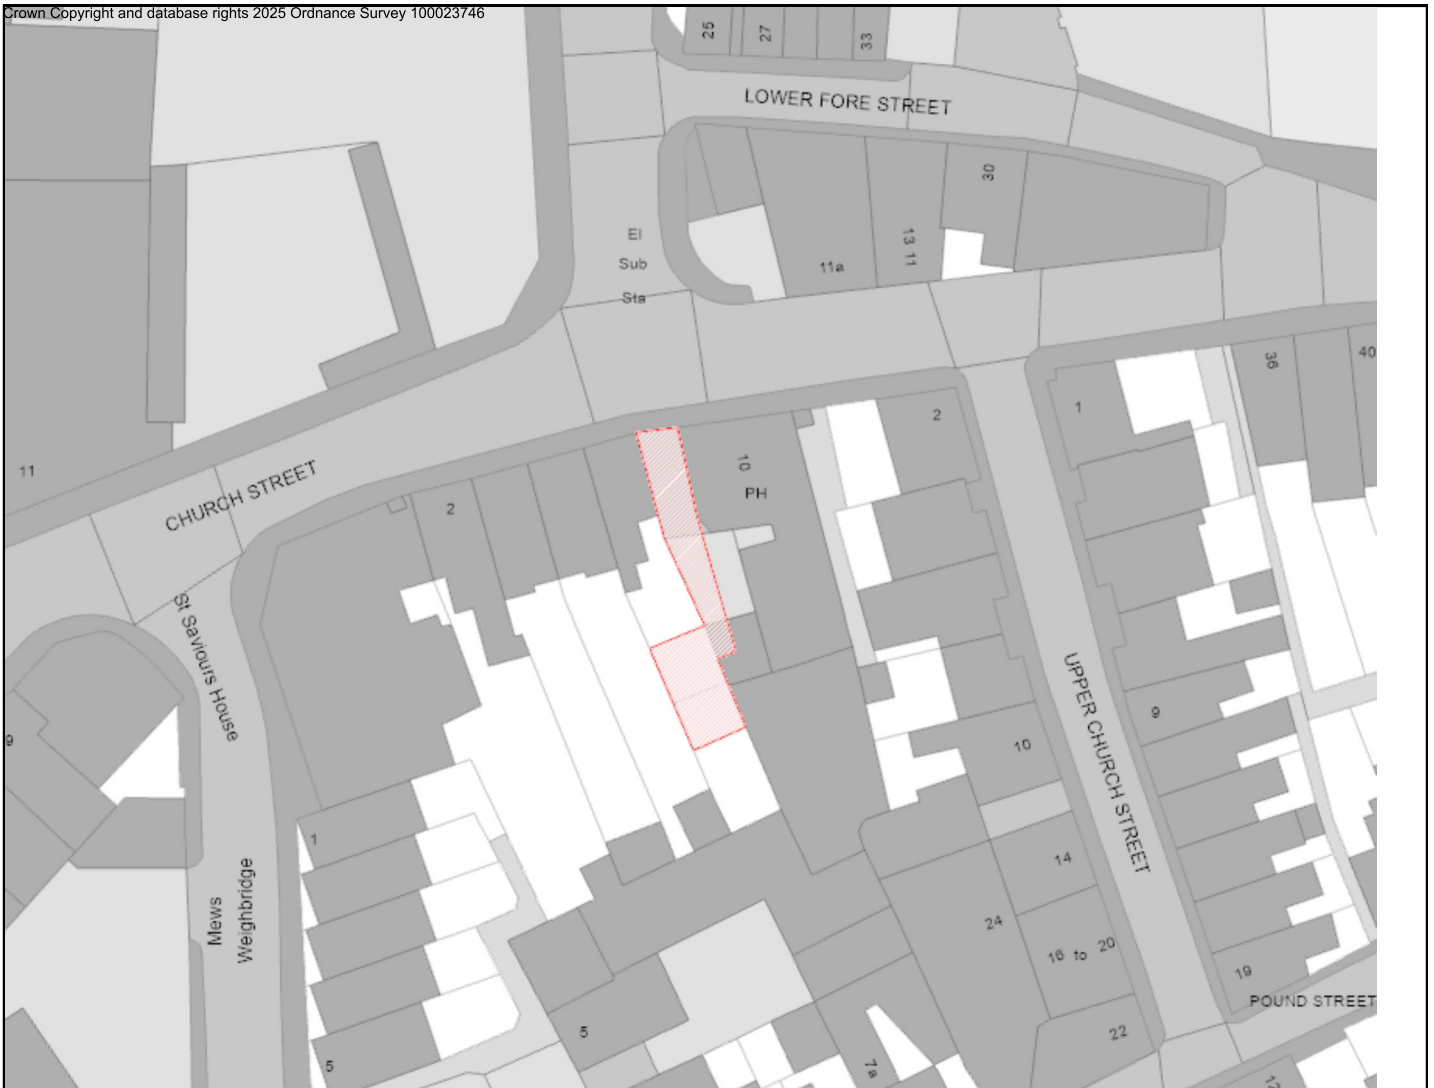 Crown Copyright and database rights 2025 Ordnance Survey 100023746
25
27
33
LOWER FORE STREET
30
El
Sub
Sta
13 11
11a
36
40
2
1
11
10
PH
CHURCH STREET
2
St Saviours House
UPPER CHURCH STREET
9
9
10
1
14
Mews
Weighbridge
24
16 to 20
19
POUND STREET
5
22
5
7a
12